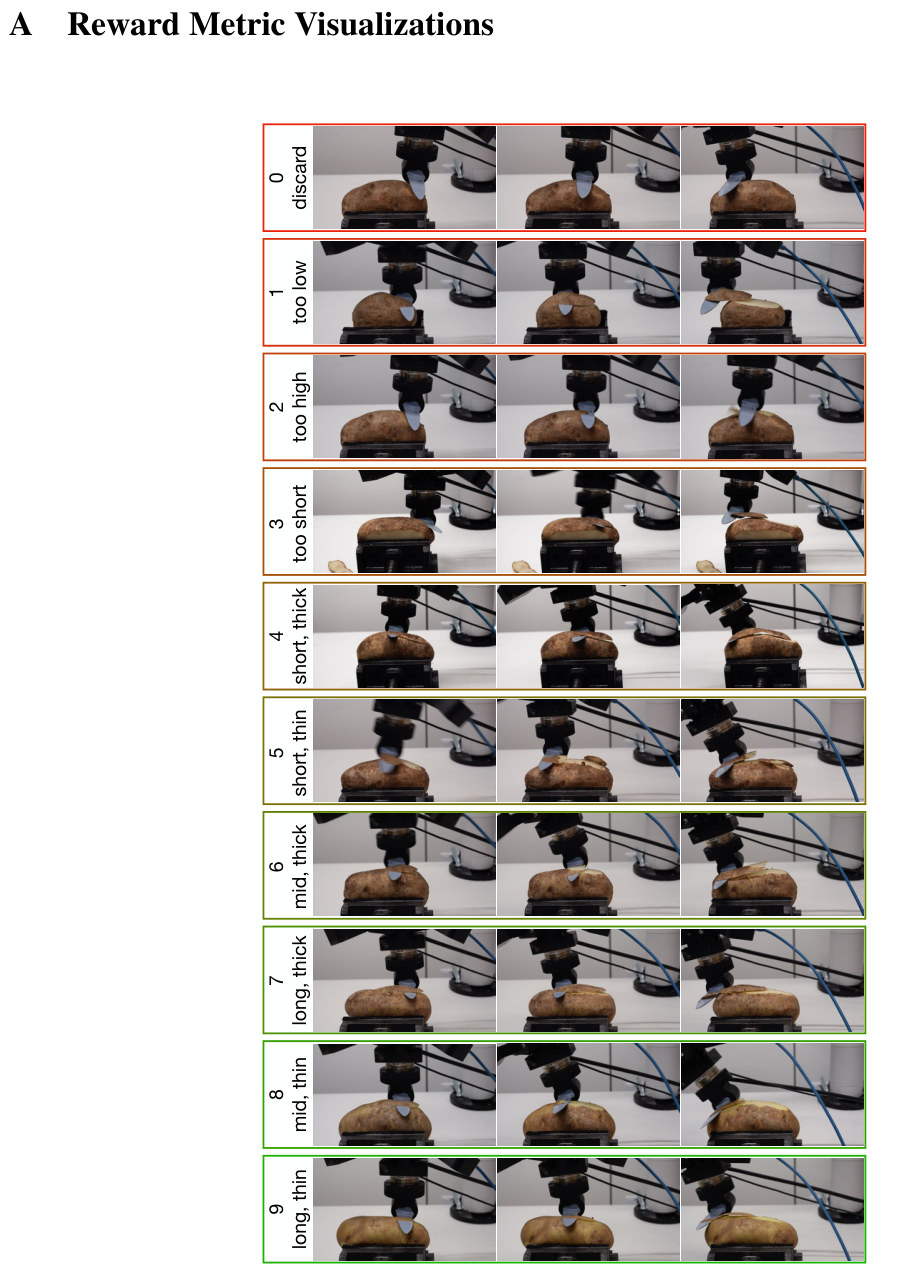 A Reward Metric Visualizations
0
discard
1
too low
2
too high
3
too short
4
short, thick
5
short, thin
6
mid, thick
7
long, thick
8
mid, thin
9
long, thin